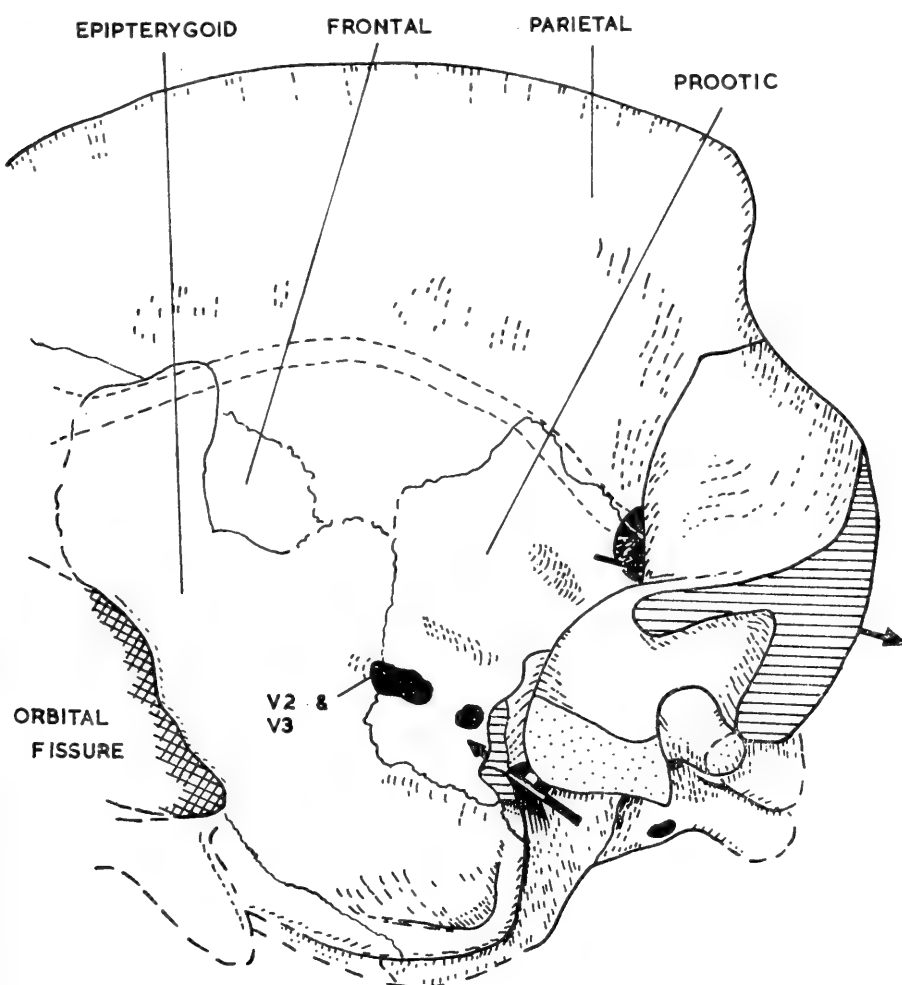 EPIPTERYGOID
FRONTAL
PARIETAL
PROOTIC
V2 &
V3
ORBITAL
FISSURE